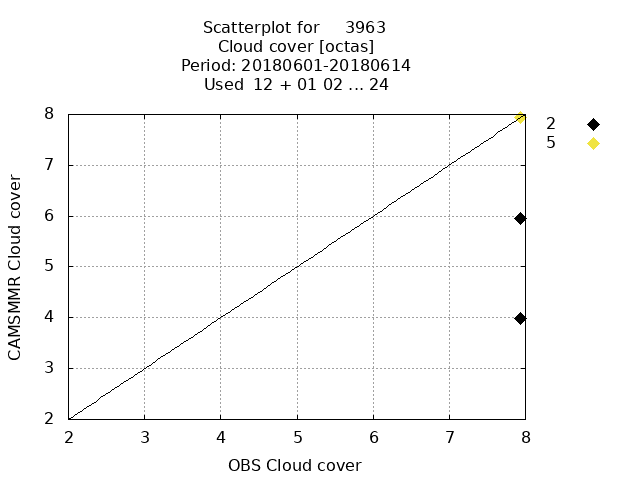 Scatterplot for 3963
Cloud cover [octas]
Period: 20180601-20180614
Used 12 + 01 02 ... 24
8
7
6
5
4
3
2
2 3 4 5 6 7 8
CAMSMMR Cloud cover
OBS Cloud cover
2
5